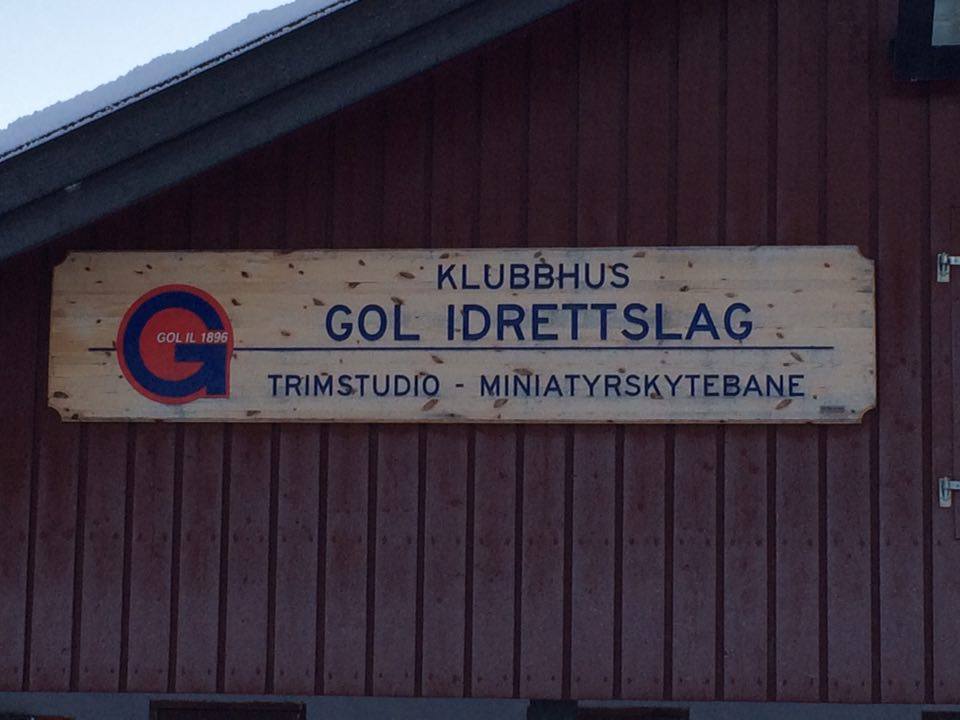 KLUBBHUS
GOL IDRETTSLAG
GOL IL 1896
TRIMSTUDIO - MINIATYRSKYTEBANE